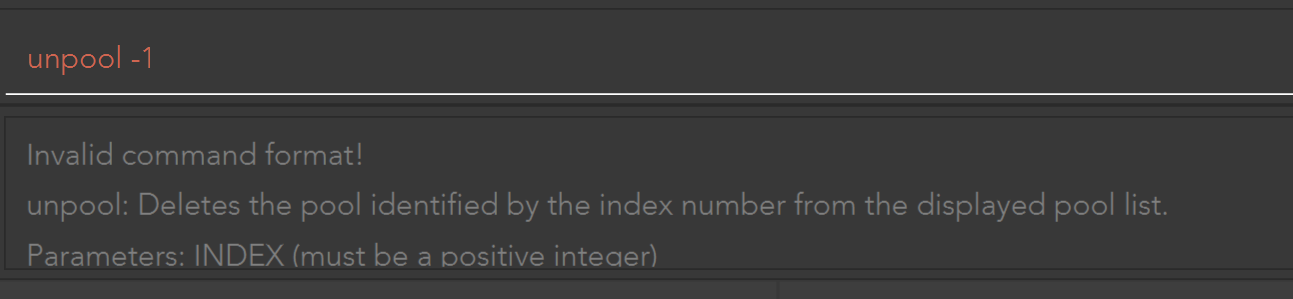 unpool -1
Invalid command format!
unpool: Deletes the pool identified by the index number from the displayed pool list.
Parameters: INDEX (must be a positive integer)